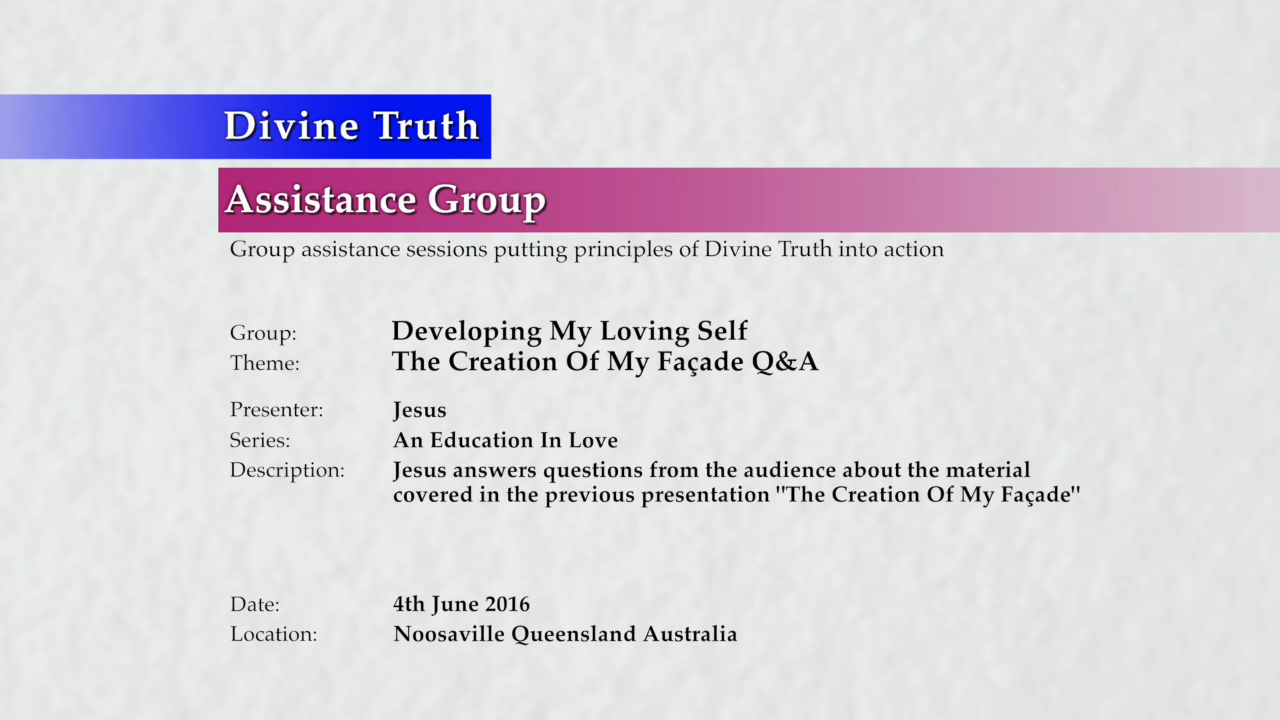 Divine Truth
Assistance Group
Group assistance sessions putting principles of Divine Truth into action
Group: Developing My Loving Self
Theme: The Creation Of My Façade Q&A
Presenter: Jesus
Series: An Education In Love
Description: Jesus answers questions from the audience about the material
covered in the previous presentation "The Creation Of My Façade"
Date: 4th June 2016
Location: Noosaville Queensland Australia